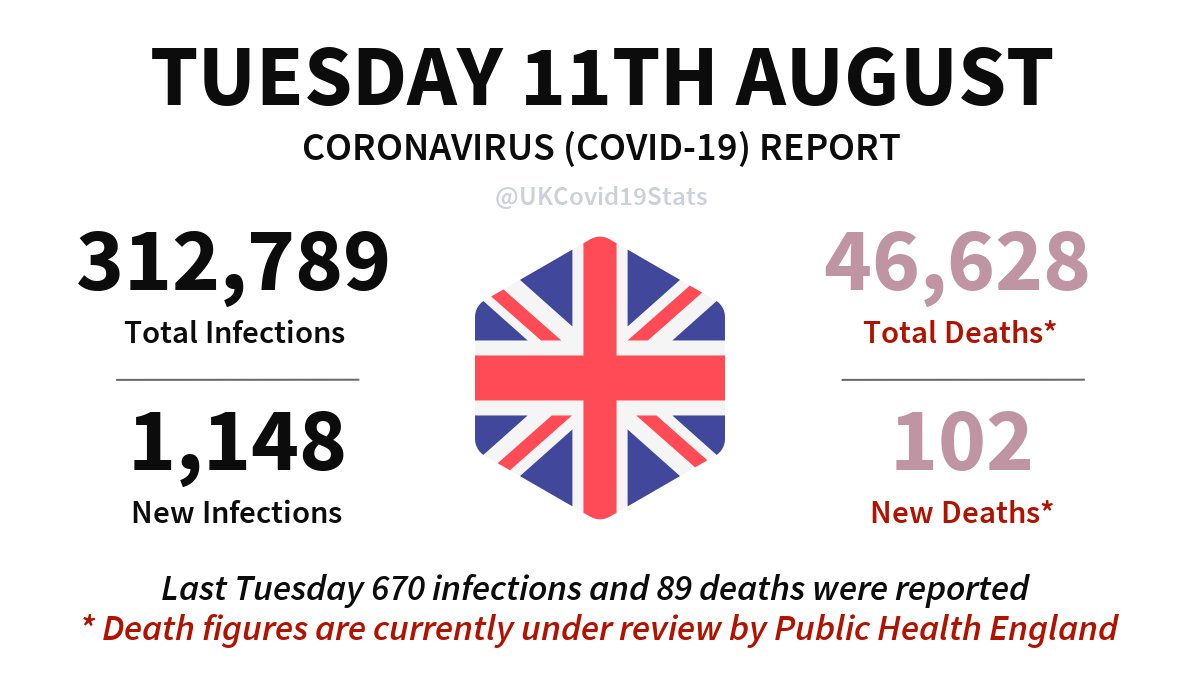 TUESDAY 11TH AUGUST
CORONAVIRUS (COVID-19) REPORT
@UKCovid19Stats
312,789
Total Infections
1,148
New Infections
46,628
Total Deaths*
102
New Deaths*
Last Tuesday 670 infections and 89 deaths were reported
* Death figures are currently under review by Public Health England